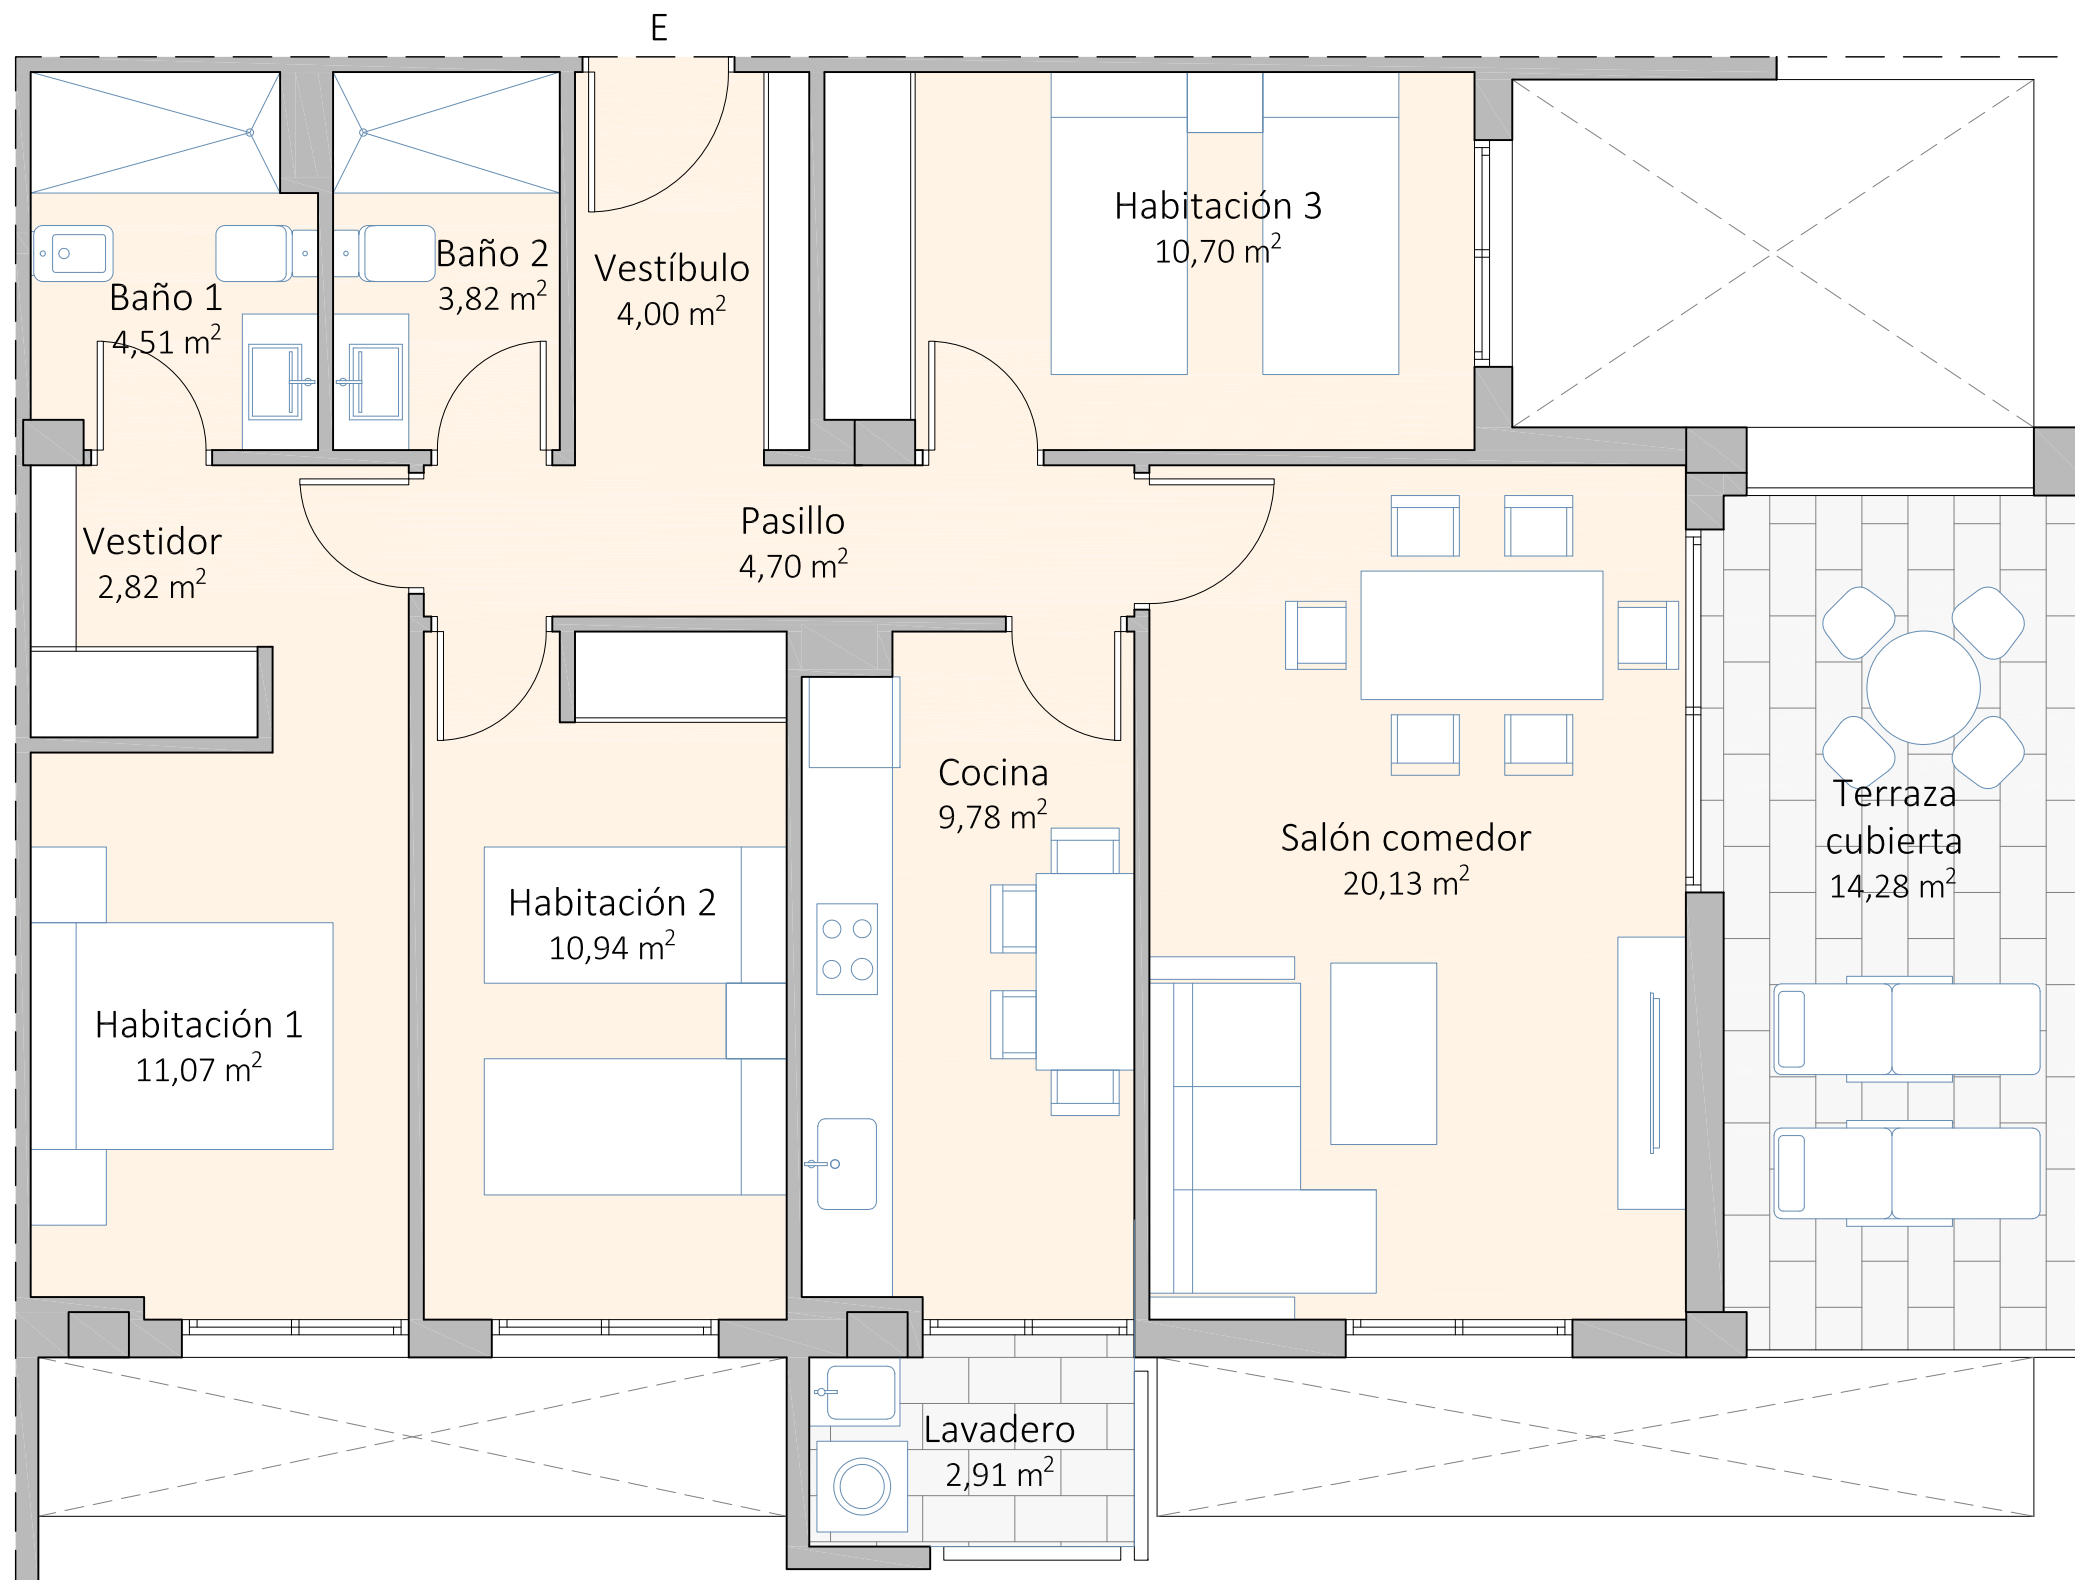 E
Habitación 3
10,70 m²
Baño 2
3,82 m²
Vestíbulo
4,00 m²
Baño 1
4,51 m²
Pasillo
4,70 m²
Vestidor
2,82 m²
Cocina
9,78 m²
Terraza
cubierta
14,28 m²
Salón comedor
20,13 m²
Habitación 2
10,94 m²
Habitación 1
11,07 m²
Lavadero
2,91 m²